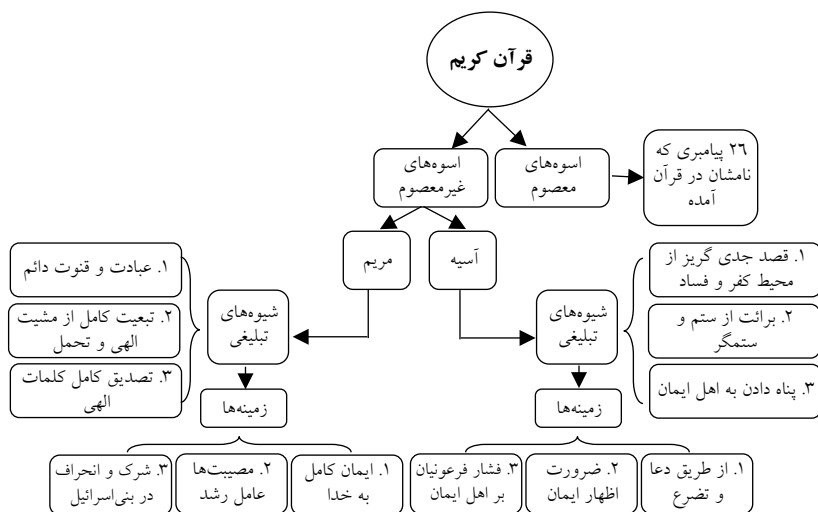 قرآن کریم
۲۶ پیامبری که
نامشان در قرآن
آمده
اسوه‌های
معصوم
اسوه‌های
غیرمعصوم
آسیه
مریم
۱. قصد جدی گریز از
محیط کفر و فساد
۲. برائت از ستم و
ستمگر
۳. پناه دادن به اهل ایمان
شیوه‌های
تبلیغی
زمینه‌ها
۱. از طریق دعا
و تضرع
۲. ضرورت
اظهار ایمان
۳. فشار فرعونیان
بر اهل ایمان
۱. عبادت و قنوت دائم
۲. تبعیت کامل از مشیت
الهی و تحمل
۳. تصدیق کامل کلمات
الهی
شیوه‌های
تبلیغی
زمینه‌ها
۱. ایمان کامل
به خدا
۲. مصیبت‌ها
عامل رشد
۳. شرک و انحراف
در بنی‌اسرائیل